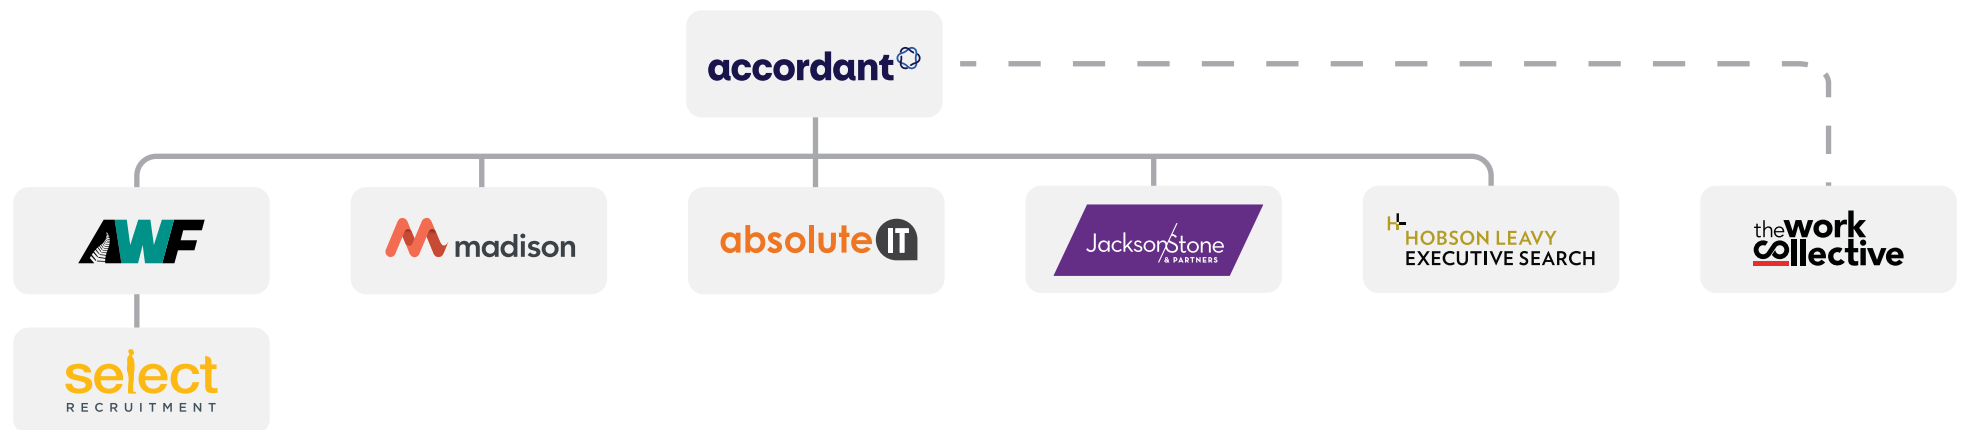 accordant
AWF
madison
absolute IT
JacksonStone
& PARTNERS
H+
HOBSON LEAVY
EXECUTIVE SEARCH
the work
collective
select
RECRUITMENT